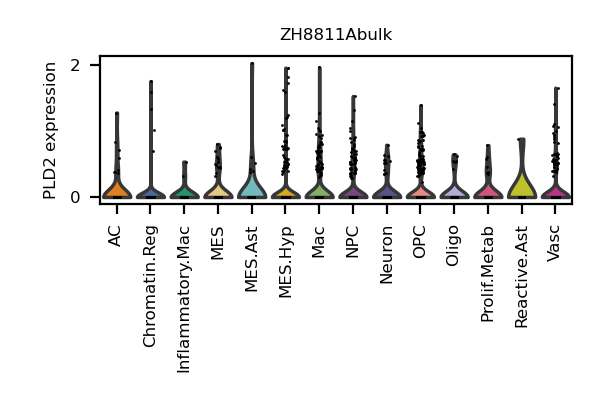 ZH8811Abulk
PLD2 expression
2
0
AC
Chromatin.Reg
Inflammatory.Mac
MES
MES.Ast
MES.Hyp
Mac
NPC
Neuron
OPC
Oligo
Prolif.Metab
Reactive.Ast
Vasc